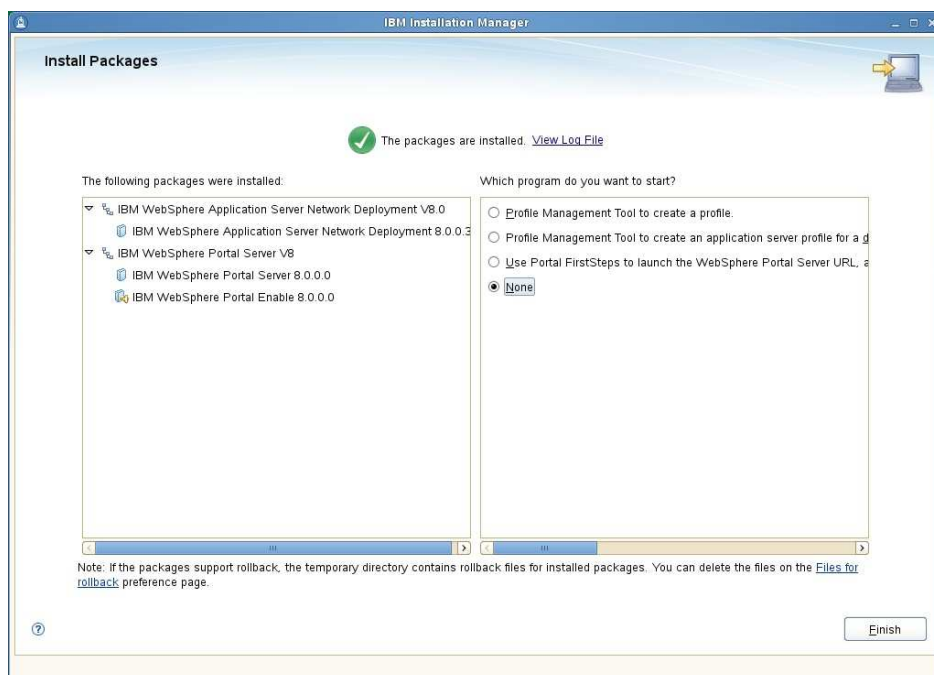 IBM Installation Manager
Install Packages
The packages are installed. View Log File
The following packages were installed:
IBM WebSphere Application Server Network Deployment V8.0
IBM WebSphere Application Server Network Deployment 8.0.0.3
IBM WebSphere Portal Server V8
IBM WebSphere Portal Server 8.0.0.0
IBM WebSphere Portal Enable 8.0.0.0
Which program do you want to start?
Profile Management Tool to create a profile.
Profile Management Tool to create an application server profile for a d
Use Portal FirstSteps to launch the WebSphere Portal Server URL, a
None
Note: If the packages support rollback, the temporary directory contains rollback files for installed packages. You can delete the files on the Files for
rollback preference page.
?
Finish